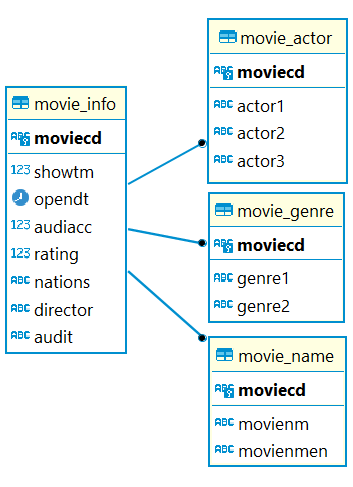 movie_info
moviecd
showtm
opendt
audiacc
rating
nations
director
audit
movie_actor
moviecd
actor1
actor2
actor3
movie_genre
moviecd
genre1
genre2
movie_name
moviecd
movienm
movienmen